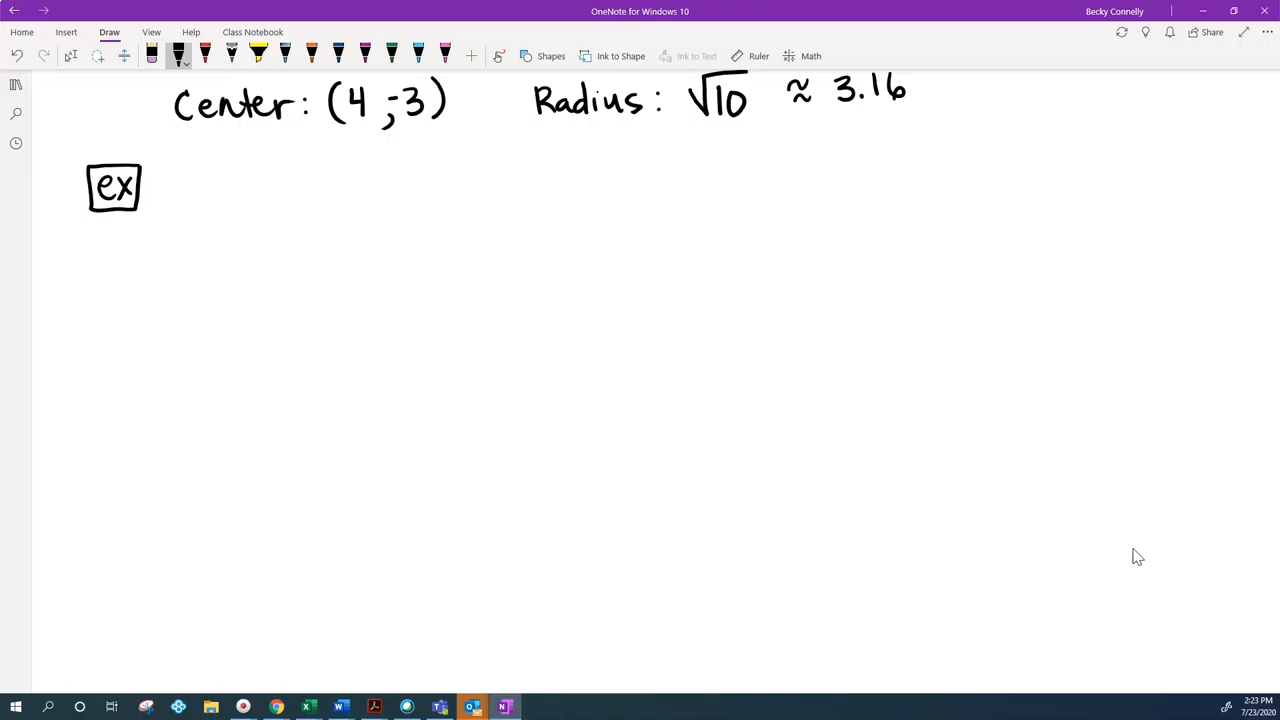 OneNote for Windows 10
Becky Connelly
Home Insert Draw View Help Class Notebook
Share
Shapes Ink to Shape Ink to Text Ruler Math
Center: (4,-3) Radius: √10 ≈ 3.16
ex
2:23 PM
7/23/2020